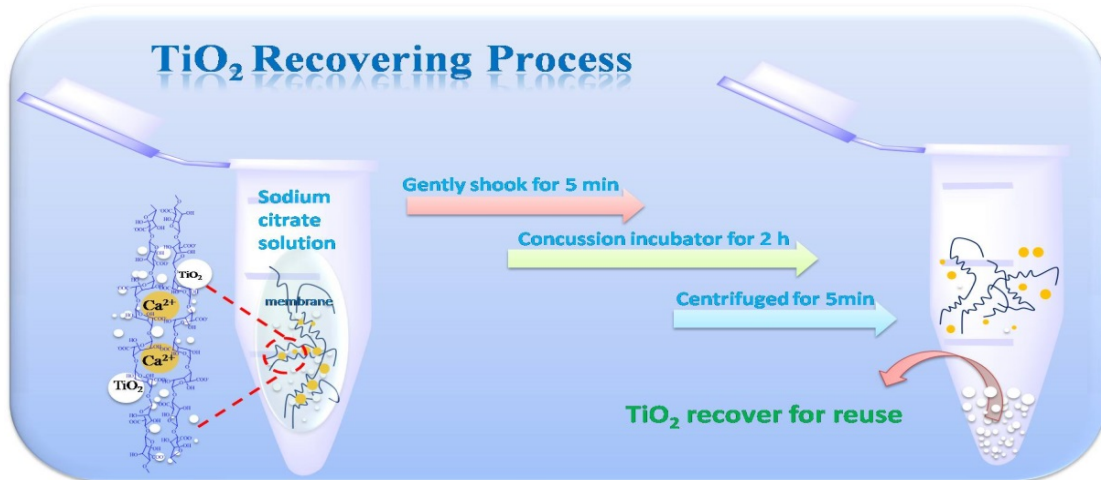 TiO₂ Recovering Process
Sodium
citrate
solution
membrane
TiO₂
Ca²⁺
Ca²⁺
TiO₂
Gently shook for 5 min
Concussion incubator for 2 h
Centrifuged for 5min
TiO₂ recover for reuse